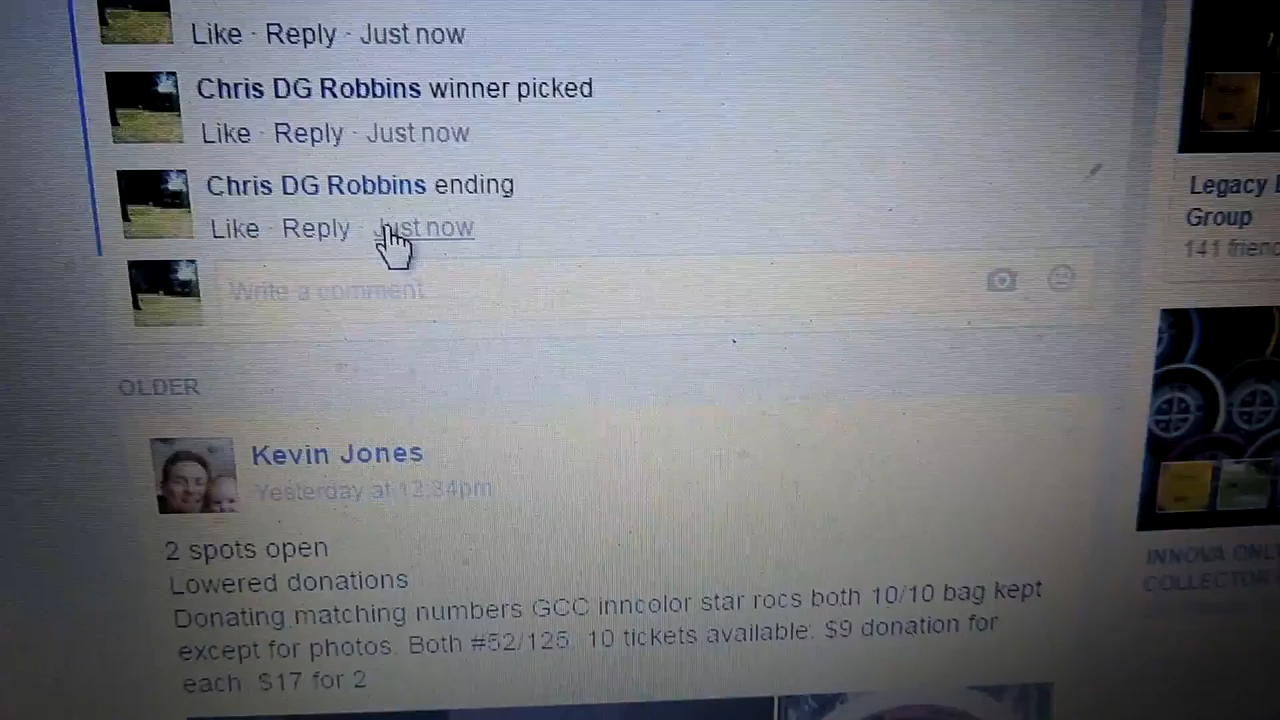 Like · Reply · Just now
Chris DG Robbins winner picked
Like · Reply · Just now
Chris DG Robbins ending
Like · Reply · Just now
Write a comment
OLDER
Kevin Jones
Yesterday at 12:34pm
2 spots open
Lowered donations
Donating matching numbers GCC inncolor star rocs both 10/10 bag kept
except for photos. Both #52/125. 10 tickets available. $9 donation for
each $17 for 2
Legacy
Group
141
INNOVA ONLY
COLLECTOR